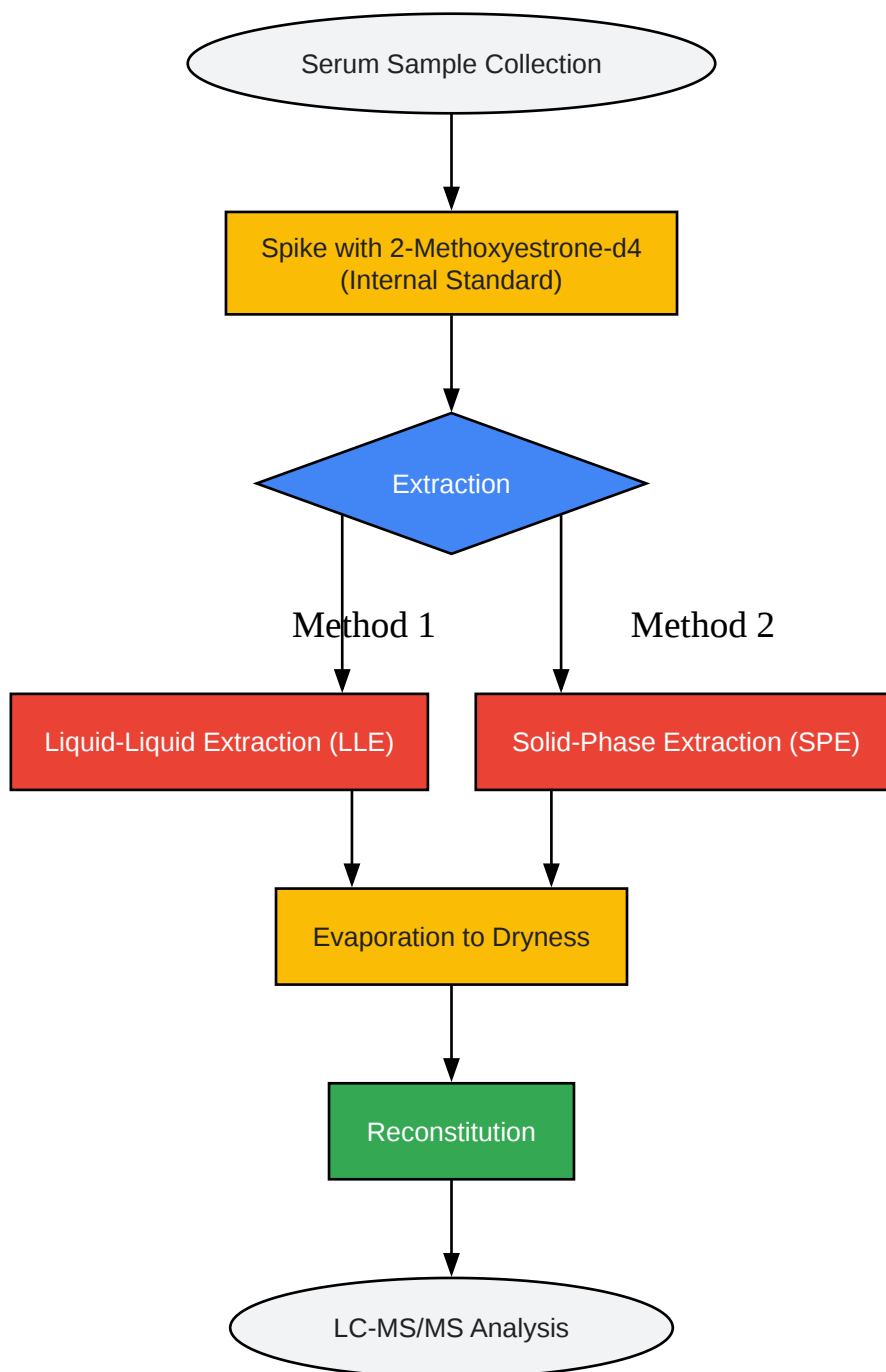 Serum Sample Collection
Spike with 2-Methoxyestrone-d4
(Internal Standard)
Extraction
Method 1
Method 2
Liquid-Liquid Extraction (LLE)
Solid-Phase Extraction (SPE)
Evaporation to Dryness
Reconstitution
LC-MS/MS Analysis